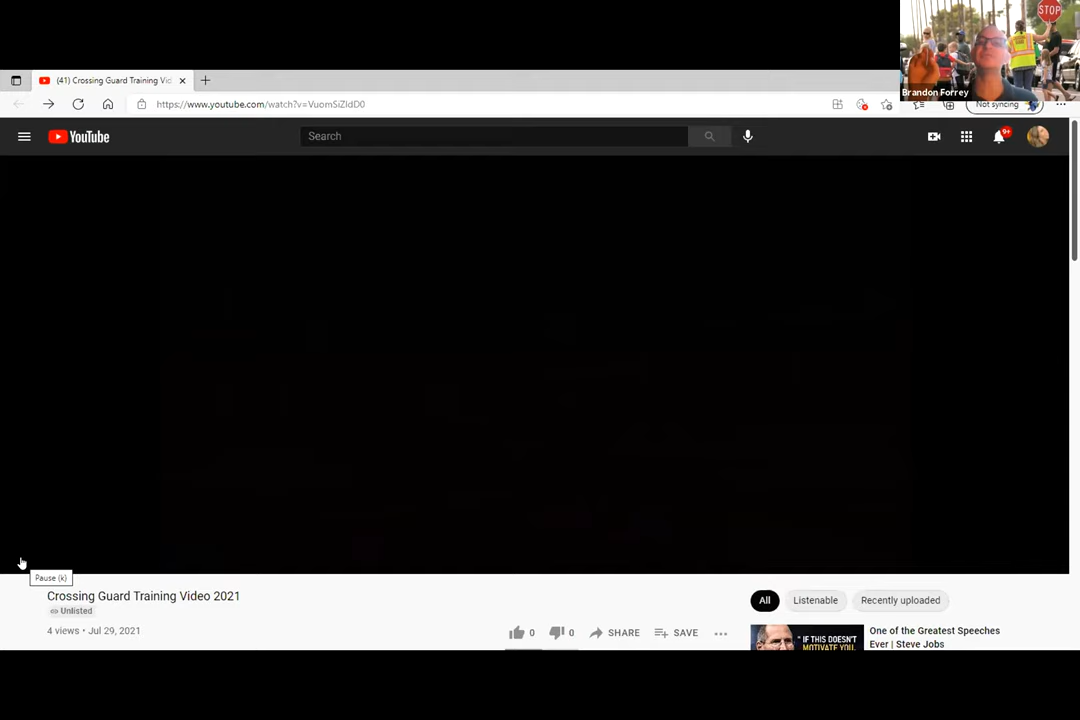 STOP
Brandon Forrey
(41) Crossing Guard Training Vid
https://www.youtube.com/watch?v=VuomSiZldD0
Not syncing
YouTube
Search
9+
Pause (k)
Crossing Guard Training Video 2021
Unlisted
4 views • Jul 29, 2021
0
0
SHARE
SAVE
All
Listenable
Recently uploaded
"IF THIS DOESN'T
MOTIVATE YOU,
One of the Greatest Speeches
Ever | Steve Jobs